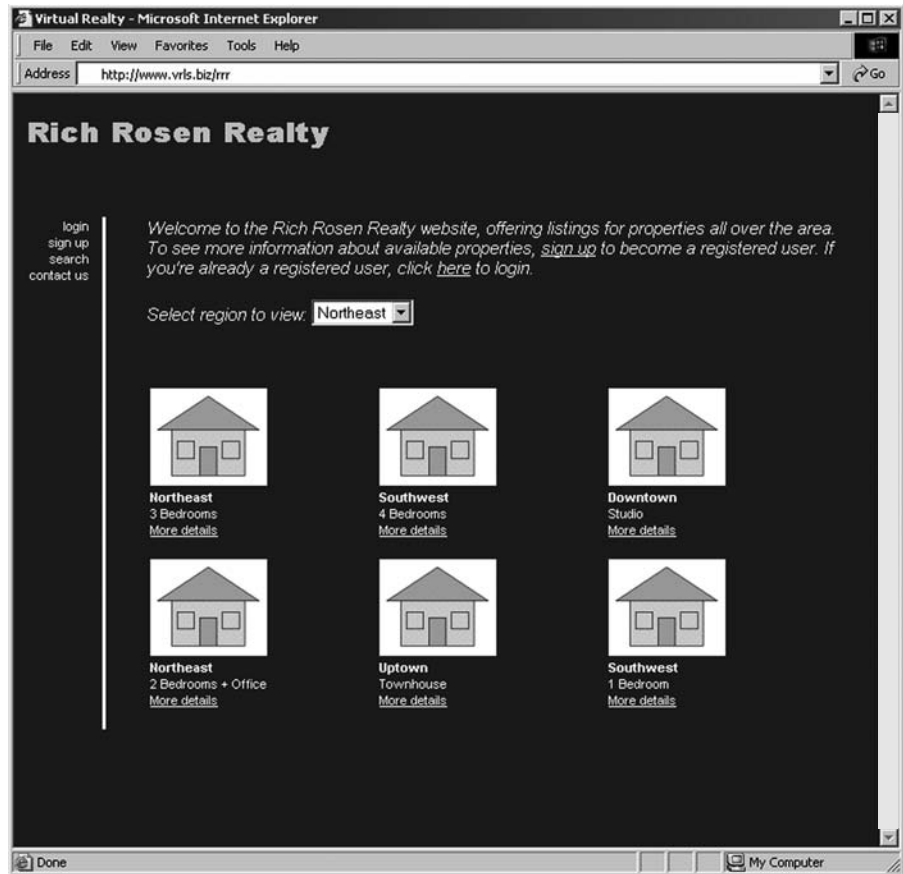 Virtual Realty - Microsoft Internet Explorer
File Edit View Favorites Tools Help
Address http://www.vrls.biz/rrr Go
Rich Rosen Realty
login
sign up
search
contact us
Welcome to the Rich Rosen Realty website, offering listings for properties all over the area.
To see more information about available properties, sign up to become a registered user. If
you're already a registered user, click here to login.
Select region to view: Northeast
Northeast
3 Bedrooms
More details
Southwest
4 Bedrooms
More details
Downtown
Studio
More details
Northeast
2 Bedrooms + Office
More details
Uptown
Townhouse
More details
Southwest
1 Bedroom
More details
Done My Computer